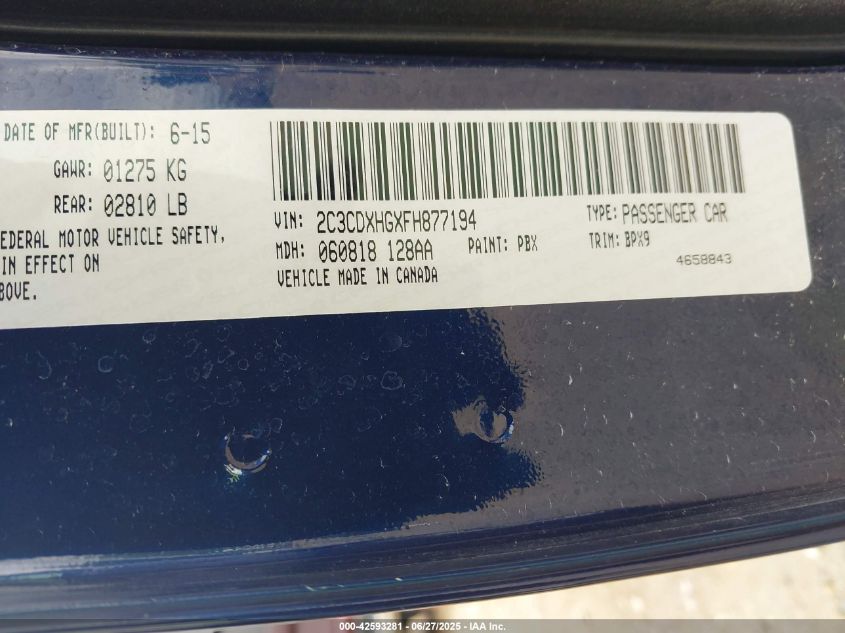 DATE OF MFR(BUILT): 6-15
GAWR: 01275 KG
REAR: 02810 LB
EDERAL MOTOR VEHICLE SAFETY,
IN EFFECT ON
BOVE.
VIN: 2C3CDXHGXFH877194
TYPE: PASSENGER CAR
MDH: 060818 128AA
PAINT: PBX
TRIM: BPX9
VEHICLE MADE IN CANADA
4658843
000-42593281 | 06/27/2025 - IAA Inc.